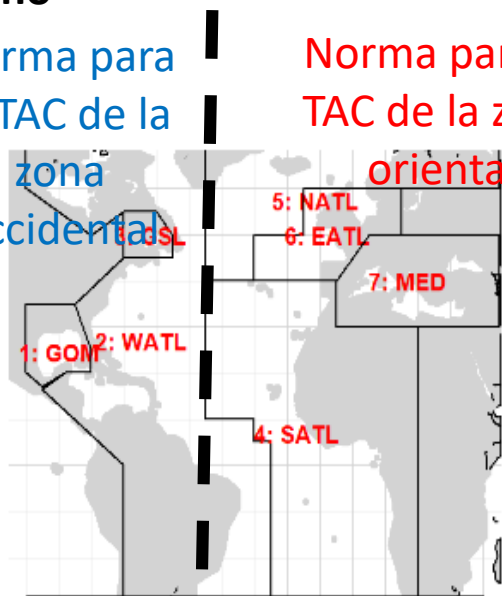 rma para
TAC de la
zona
ccidental
Norma par
TAC de la z
orienta
5: NATL
GSL
6: EATL
7: MED
1: GOM
2: WATL
4: SATL